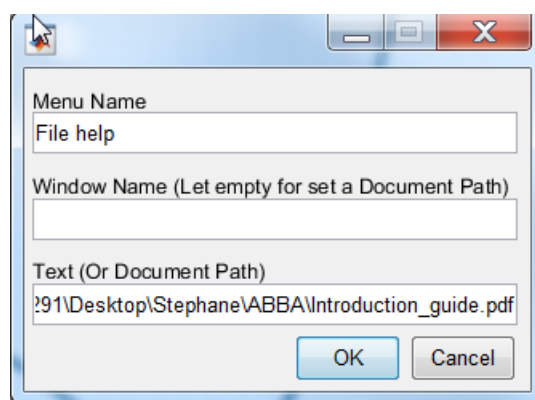 Menu Name
File help
Window Name (Let empty for set a Document Path)
Text (Or Document Path)
291\Desktop\Stephane\ABBA\Introduction_guide.pdf
OK Cancel